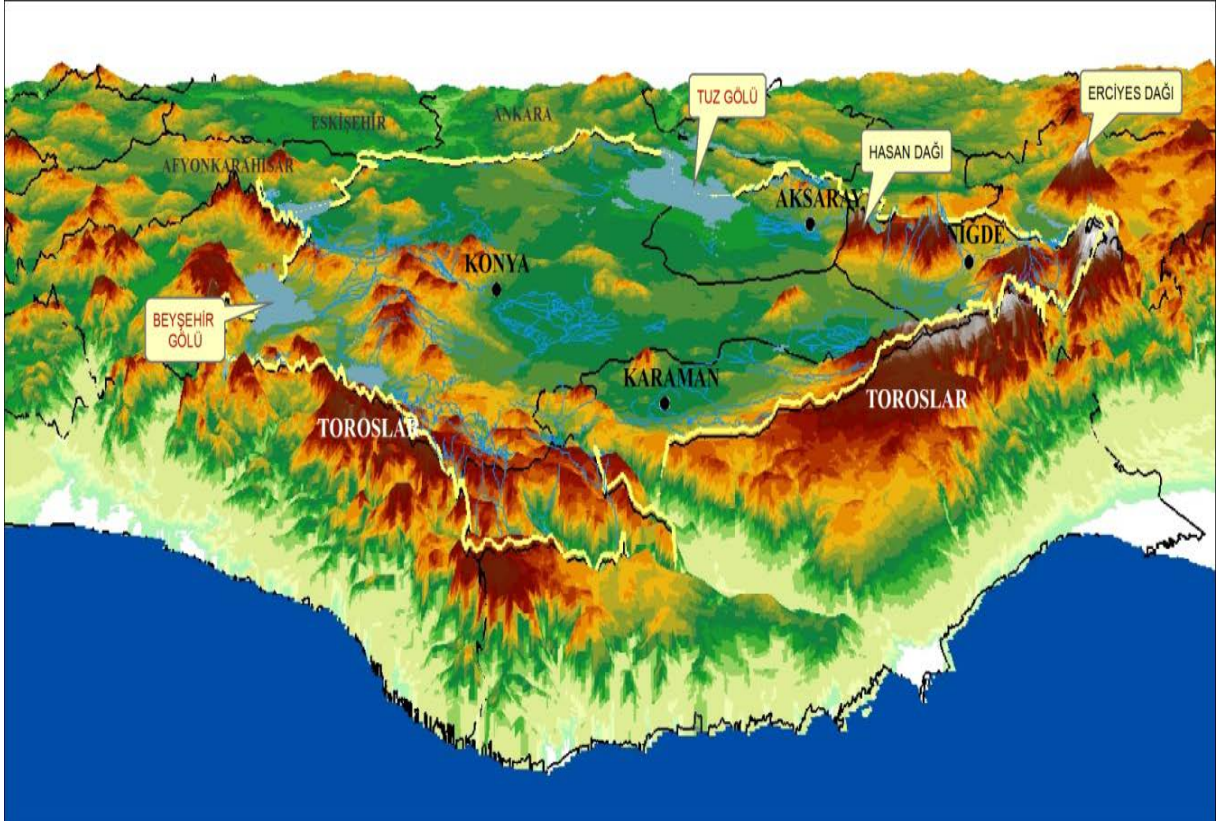 TUZ GÖLÜ
ERCİYES DAĞI
ESKİŞEHİR
ANKARA
HASAN DAĞI
AFYONKARAHİSAR
AKSARAY
NİGDE
KONYA
BEYŞEHİR
GÖLÜ
KARAMAN
TOROSLAR
TOROSLAR